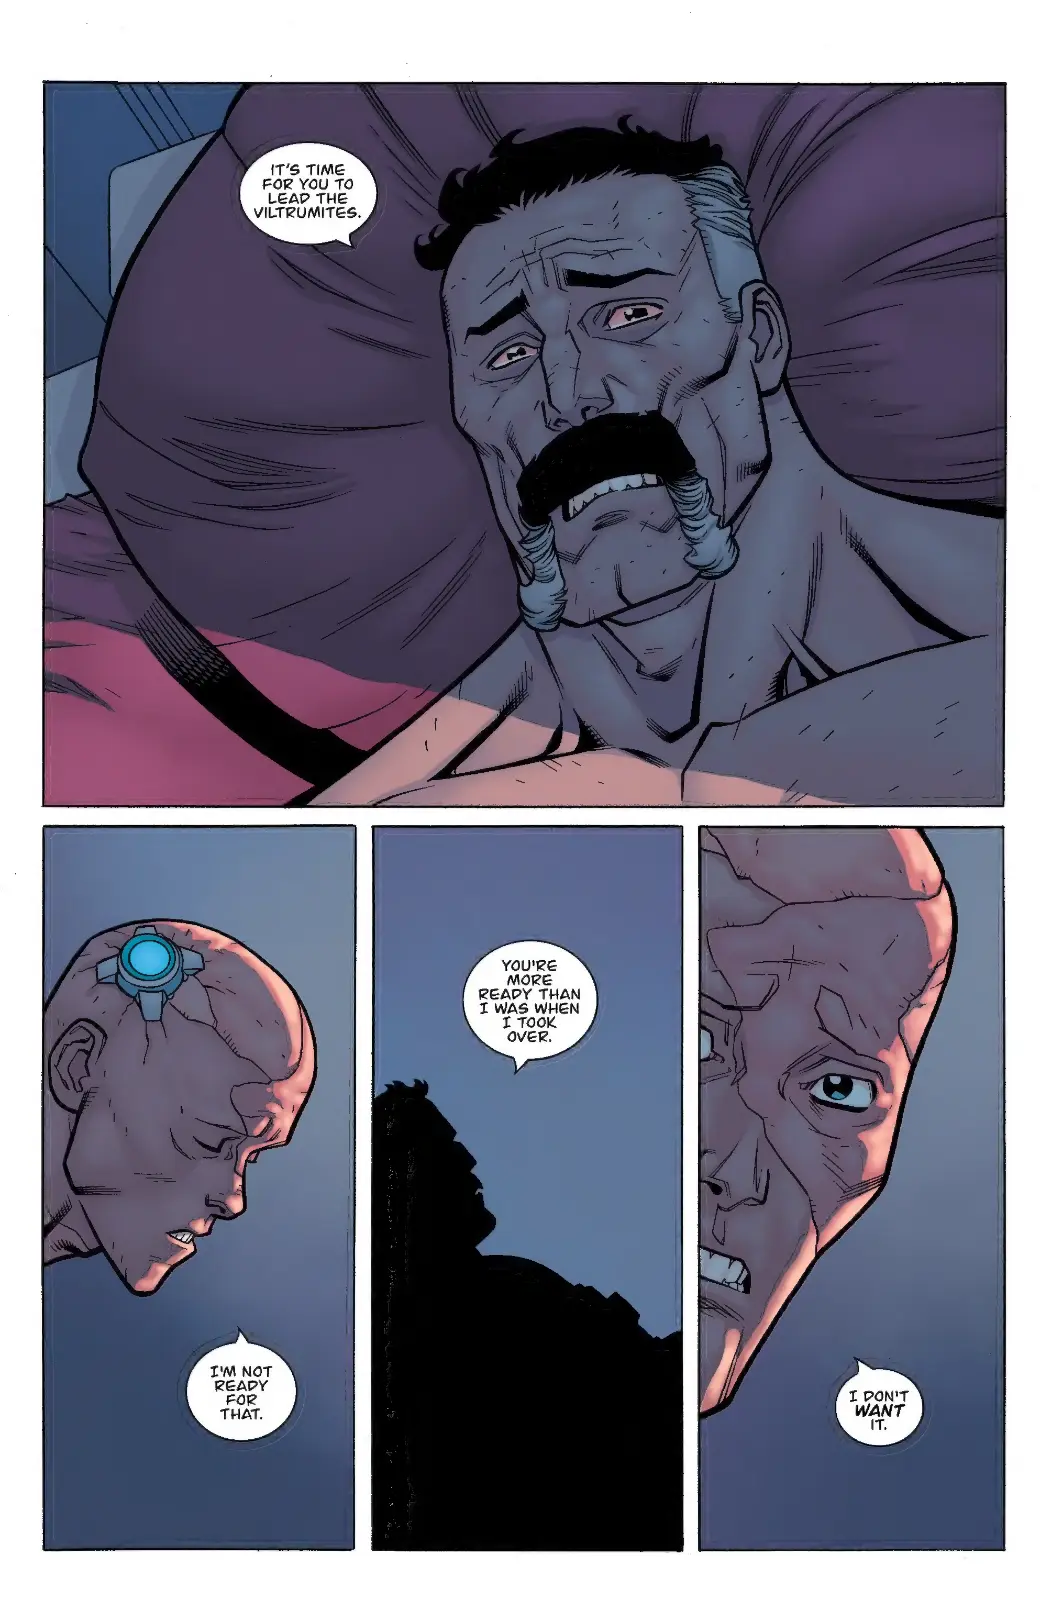 IT'S TIME
FOR YOU TO
LEAD THE
VILTRUMITES.
I'M NOT
READY
FOR
THAT.
YOU'RE
MORE
READY THAN
I WAS WHEN
I TOOK
OVER.
I DON'T
WANT
IT.